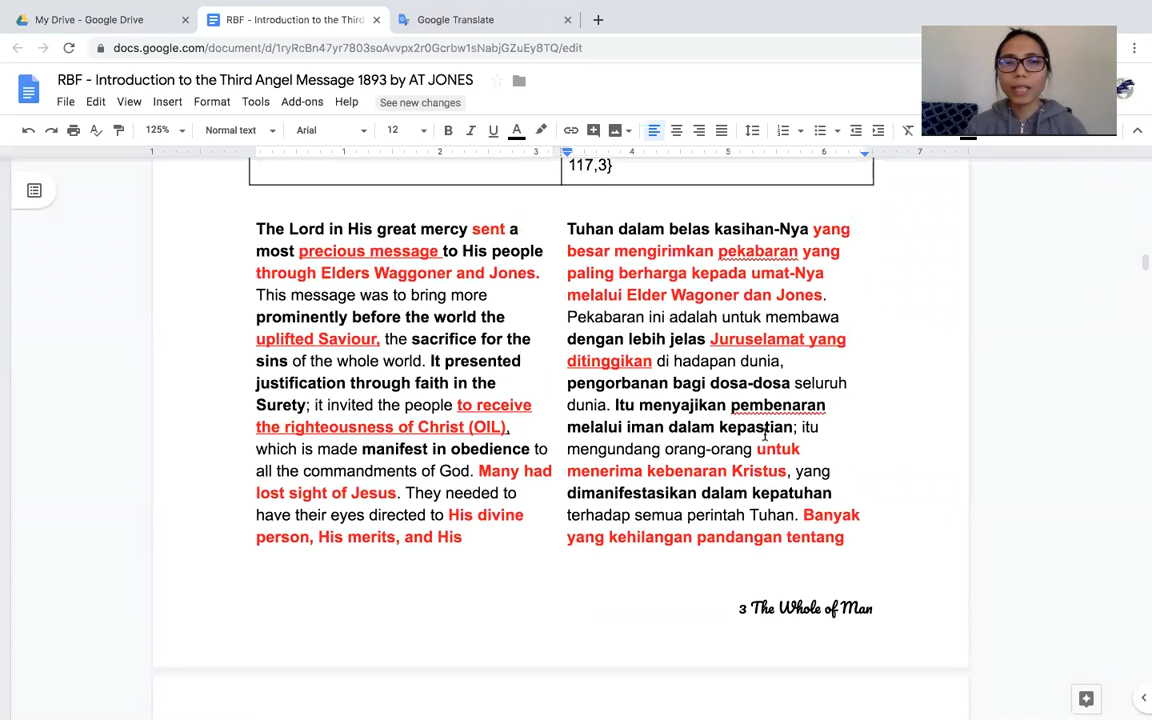 My Drive - Google Drive
RBF - Introduction to the Third
Google Translate
docs.google.com/document/d/1ryRcBn47yr7803soAvvpx2r0Gcrbw1sNabjGZuEy8TQ/edit
RBF - Introduction to the Third Angel Message 1893 by AT JONES
File Edit View Insert Format Tools Add-ons Help See new changes
125% Normal text Arial 12 B I U A
1 1 2 3 4 5 6 7
117,3}
The Lord in His great mercy sent a
most precious message to His people
through Elders Waggoner and Jones.
This message was to bring more
prominently before the world the
uplifted Saviour, the sacrifice for the
sins of the whole world. It presented
justification through faith in the
Surety; it invited the people to receive
the righteousness of Christ (OIL),
which is made manifest in obedience to
all the commandments of God. Many had
lost sight of Jesus. They needed to
have their eyes directed to His divine
person, His merits, and His
Tuhan dalam belas kasihan-Nya yang
besar mengirimkan pekabaran yang
paling berharga kepada umat-Nya
melalui Elder Wagoner dan Jones.
Pekabaran ini adalah untuk membawa
dengan lebih jelas Juruselamat yang
ditinggikan di hadapan dunia,
pengorbanan bagi dosa-dosa seluruh
dunia. Itu menyajikan pembenaran
melalui iman dalam kepastian; itu
mengundang orang-orang untuk
menerima kebenaran Kristus, yang
dimanifestasikan dalam kepatuhan
terhadap semua perintah Tuhan. Banyak
yang kehilangan pandangan tentang
3 The Whole of Man